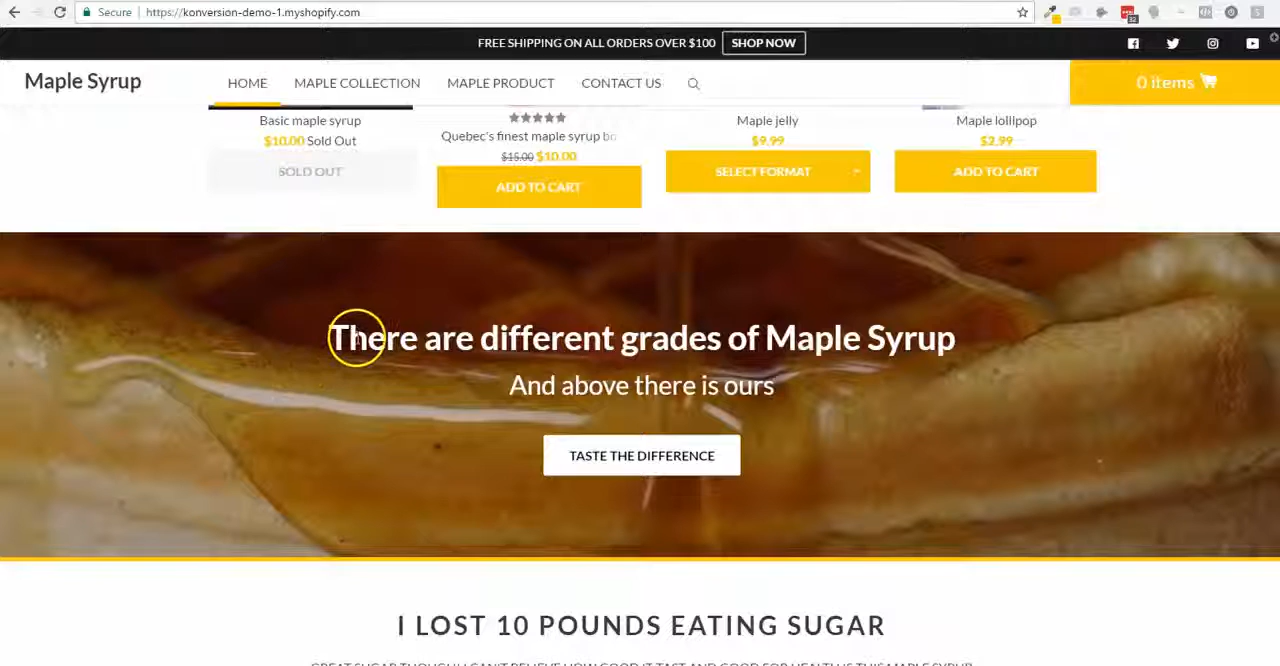 Secure https://konversion-demo-1.myshopify.com
FREE SHIPPING ON ALL ORDERS OVER $100 SHOP NOW
Maple Syrup HOME MAPLE COLLECTION MAPLE PRODUCT CONTACT US 0 items
Basic maple syrup
$10.00 Sold Out
SOLD OUT
Quebec's finest maple syrup bo
$15.00 $10.00
ADD TO CART
Maple jelly
$9.99
SELECT FORMAT
Maple lollipop
$2.99
ADD TO CART
There are different grades of Maple Syrup
And above there is ours
TASTE THE DIFFERENCE
I LOST 10 POUNDS EATING SUGAR